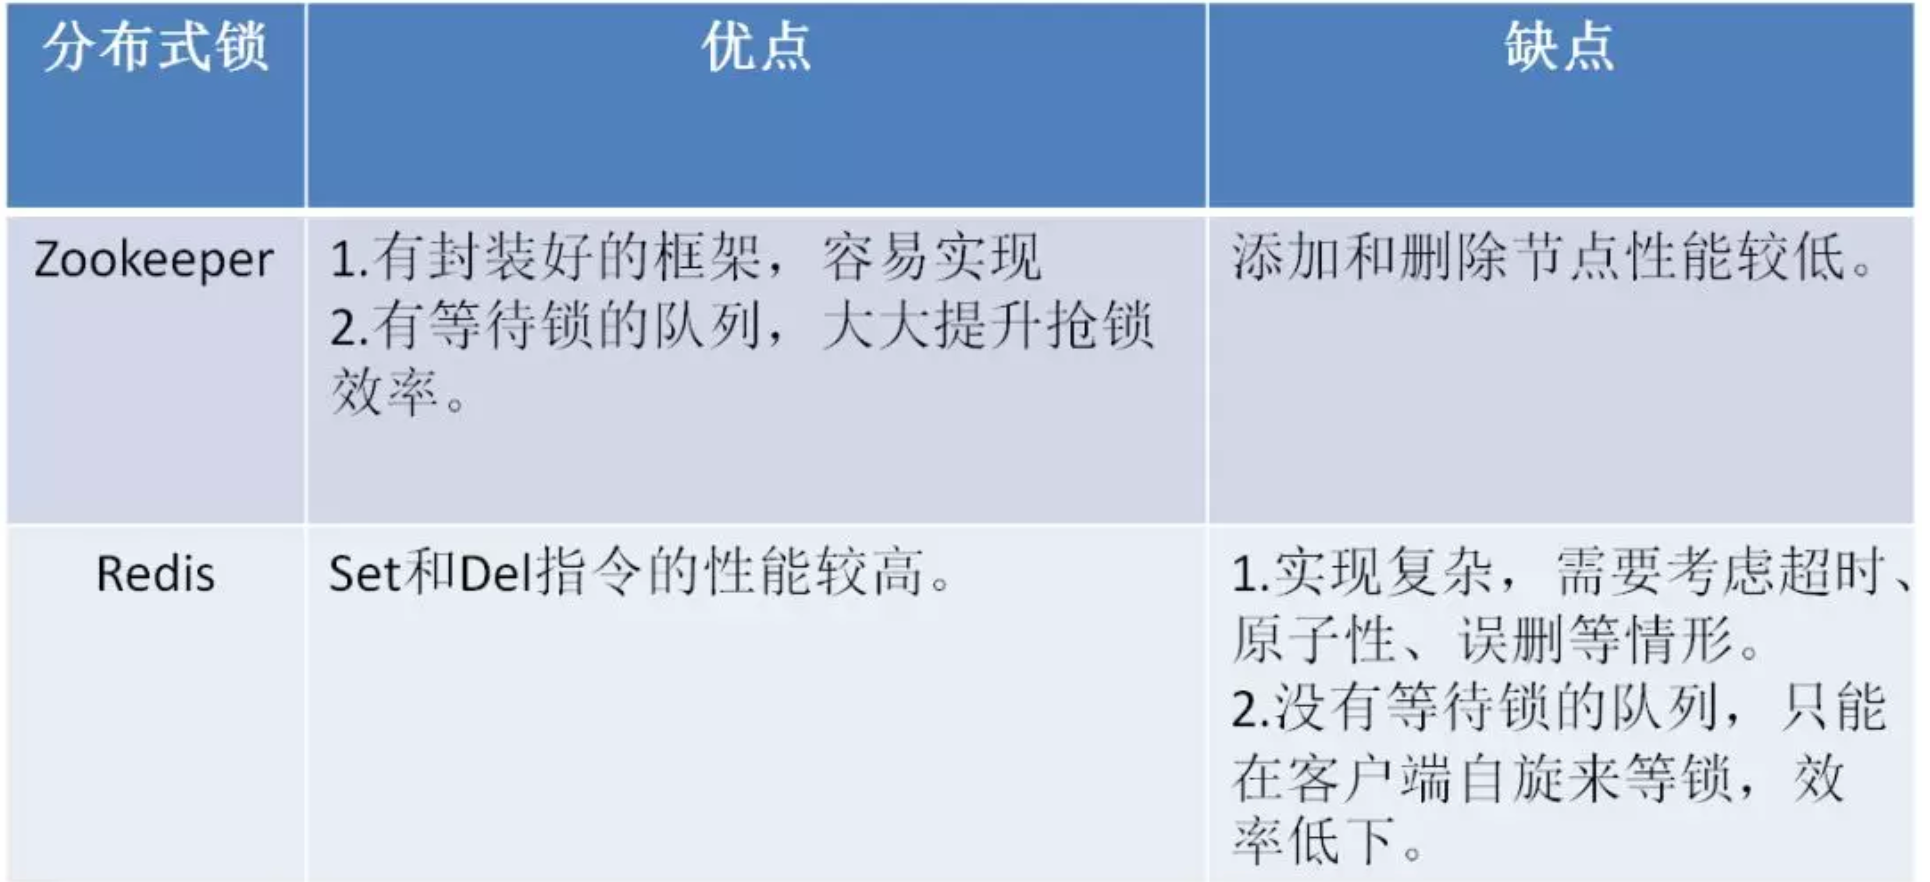 分布式锁
优点
缺点
Zookeeper
1.有封装好的框架，容易实现
2.有等待锁的队列，大大提升抢锁
效率。
添加和删除节点性能较低。
Redis
Set和Del指令的性能较高。
1.实现复杂，需要考虑超时、
原子性、误删等情形。
2.没有等待锁的队列，只能
在客户端自旋来等锁，效
率低下。